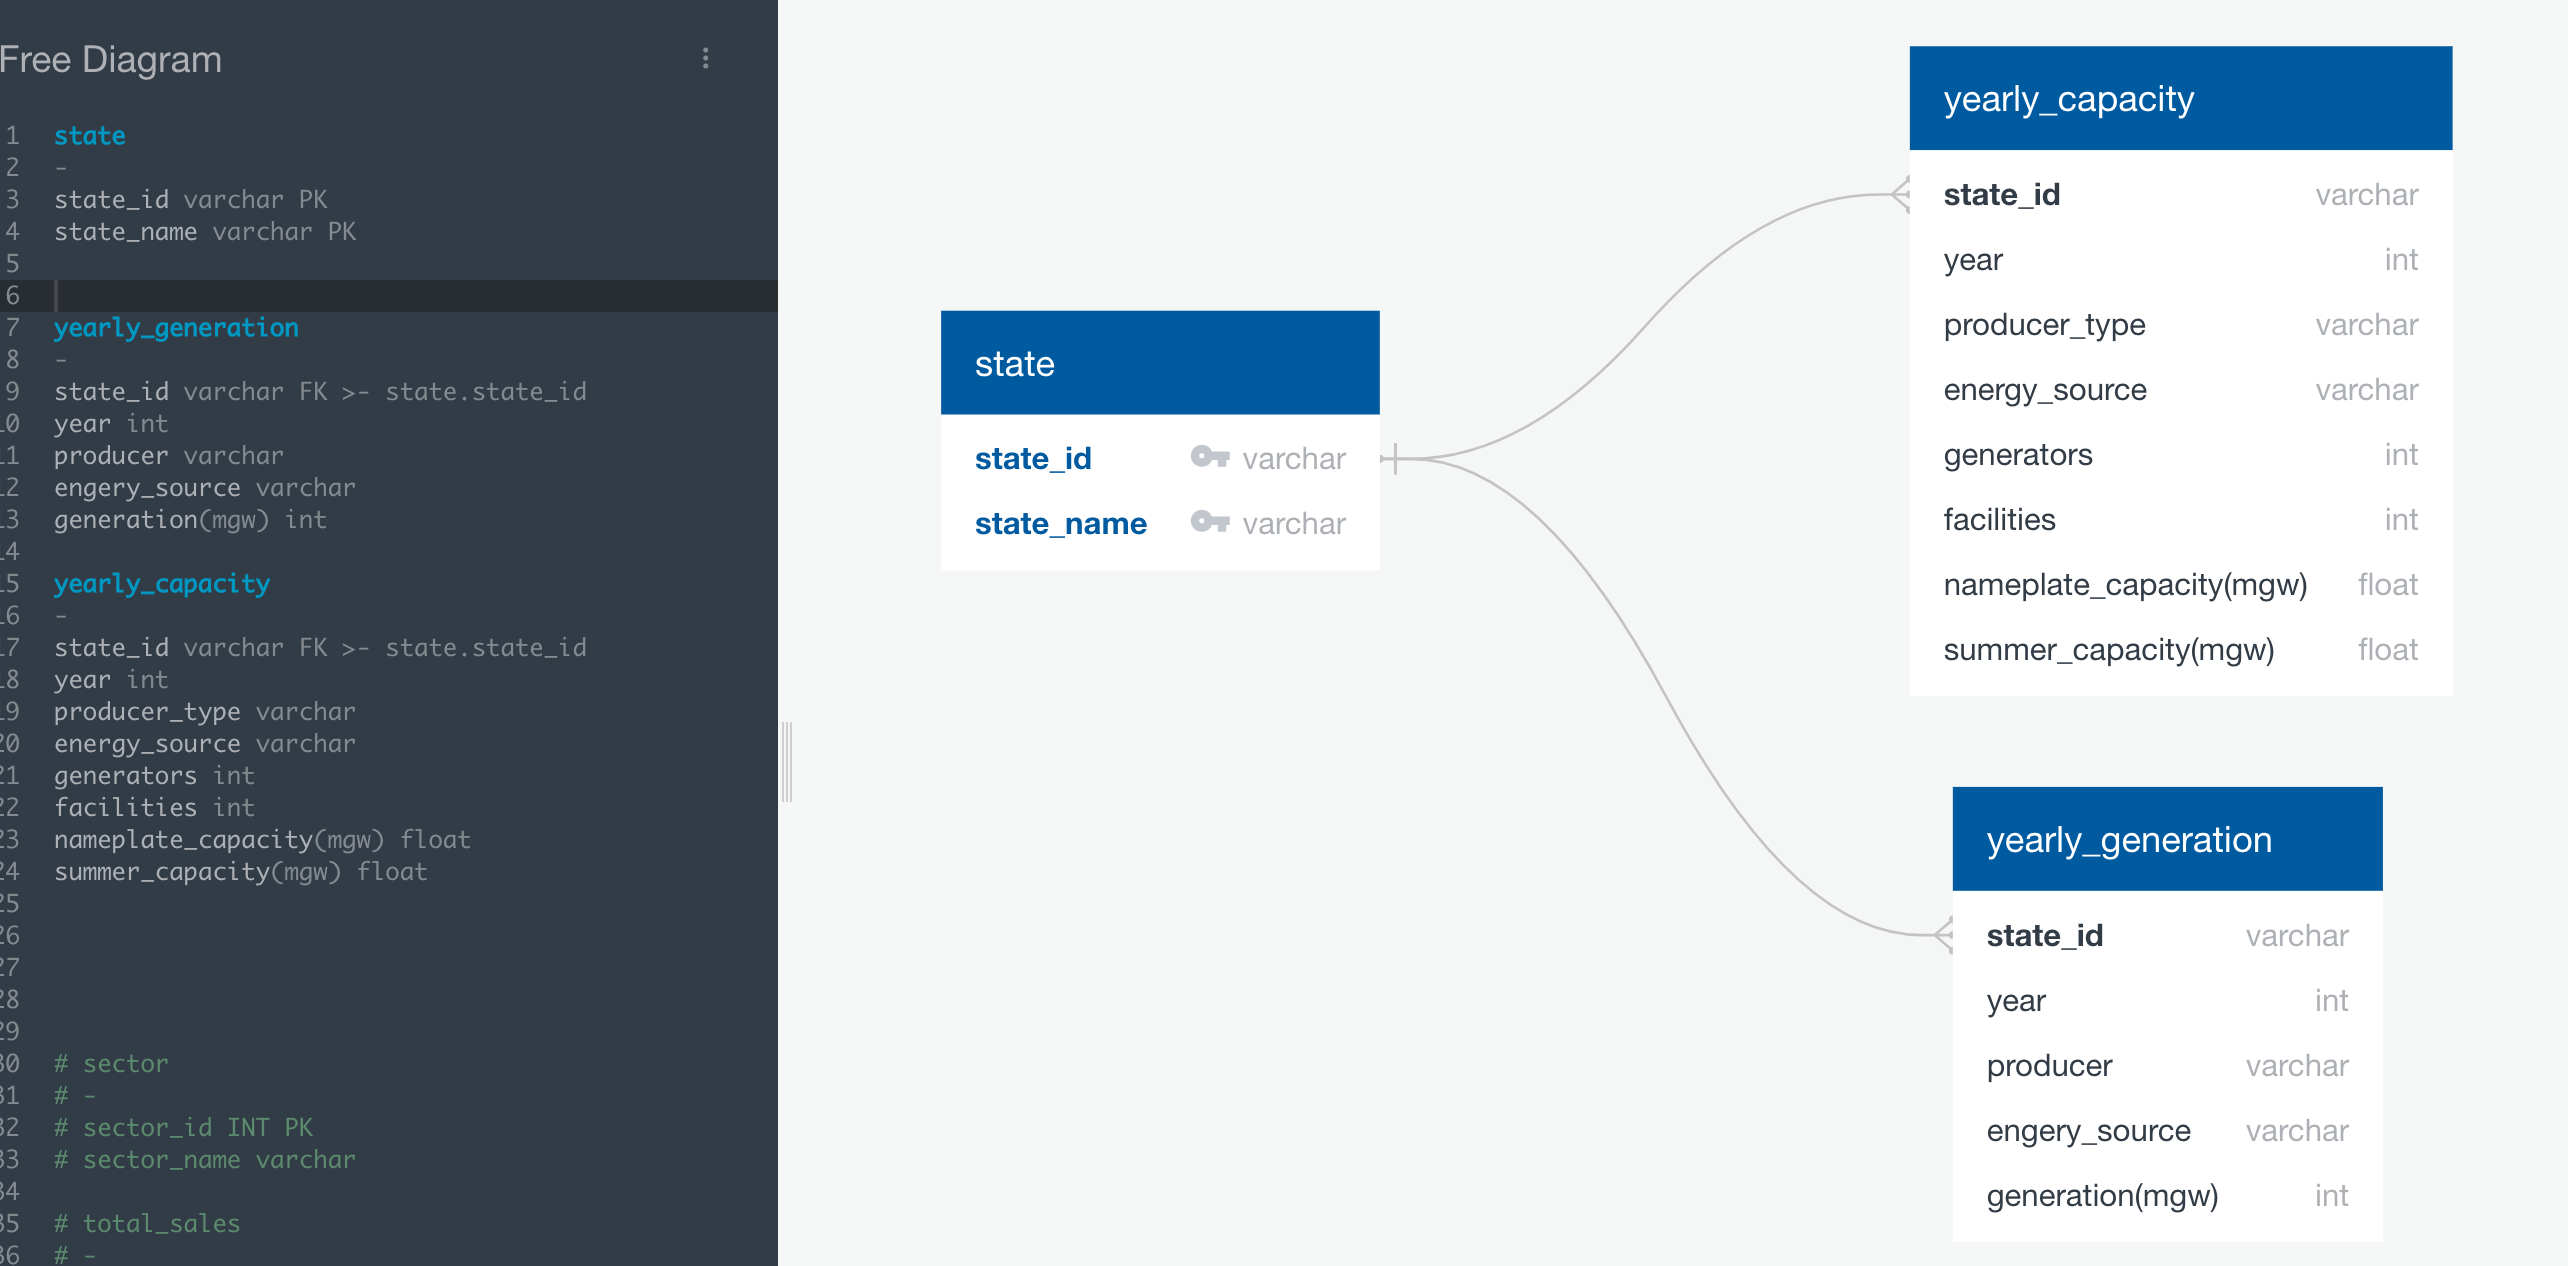 Free Diagram
1 state
2 -
3 state_id varchar PK
4 state_name varchar PK
5
6
7 yearly_generation
8 -
9 state_id varchar FK >- state.state_id
10 year int
11 producer varchar
12 engery_source varchar
13 generation(mgw) int
14
15 yearly_capacity
16 -
17 state_id varchar FK >- state.state_id
18 year int
19 producer_type varchar
20 energy_source varchar
21 generators int
22 facilities int
23 nameplate_capacity(mgw) float
24 summer_capacity(mgw) float
25
26
27
28
29
30 # sector
31 # -
32 # sector_id INT PK
33 # sector_name varchar
34
35 # total_sales
36 # -
state
state_id varchar
state_name varchar
yearly_capacity
state_id varchar
year int
producer_type varchar
energy_source varchar
generators int
facilities int
nameplate_capacity(mgw) float
summer_capacity(mgw) float
yearly_generation
state_id varchar
year int
producer varchar
engery_source varchar
generation(mgw) int